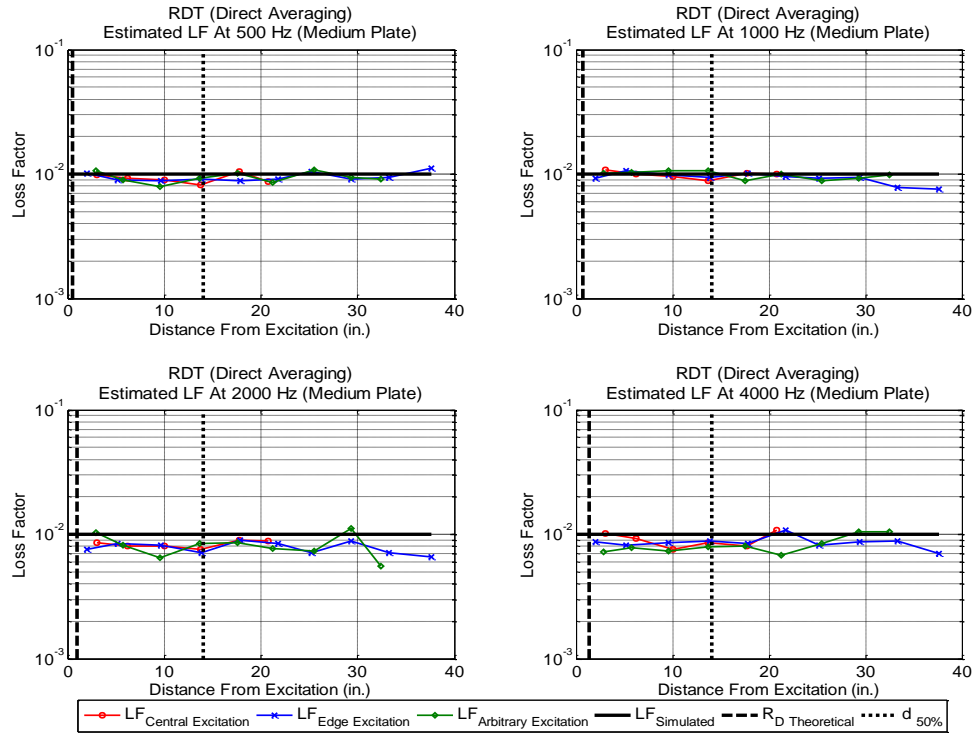 RDT (Direct Averaging)
Estimated LF At 500 Hz (Medium Plate)
10^-1
10^-2
10^-3
Loss Factor
0 10 20 30 40
Distance From Excitation (in.)
RDT (Direct Averaging)
Estimated LF At 1000 Hz (Medium Plate)
10^-1
10^-2
10^-3
Loss Factor
0 10 20 30 40
Distance From Excitation (in.)
RDT (Direct Averaging)
Estimated LF At 2000 Hz (Medium Plate)
10^-1
10^-2
10^-3
Loss Factor
0 10 20 30 40
Distance From Excitation (in.)
RDT (Direct Averaging)
Estimated LF At 4000 Hz (Medium Plate)
10^-1
10^-2
10^-3
Loss Factor
0 10 20 30 40
Distance From Excitation (in.)
LF Central Excitation LF Edge Excitation LF Arbitrary Excitation LF Simulated R D Theoretical d 50%